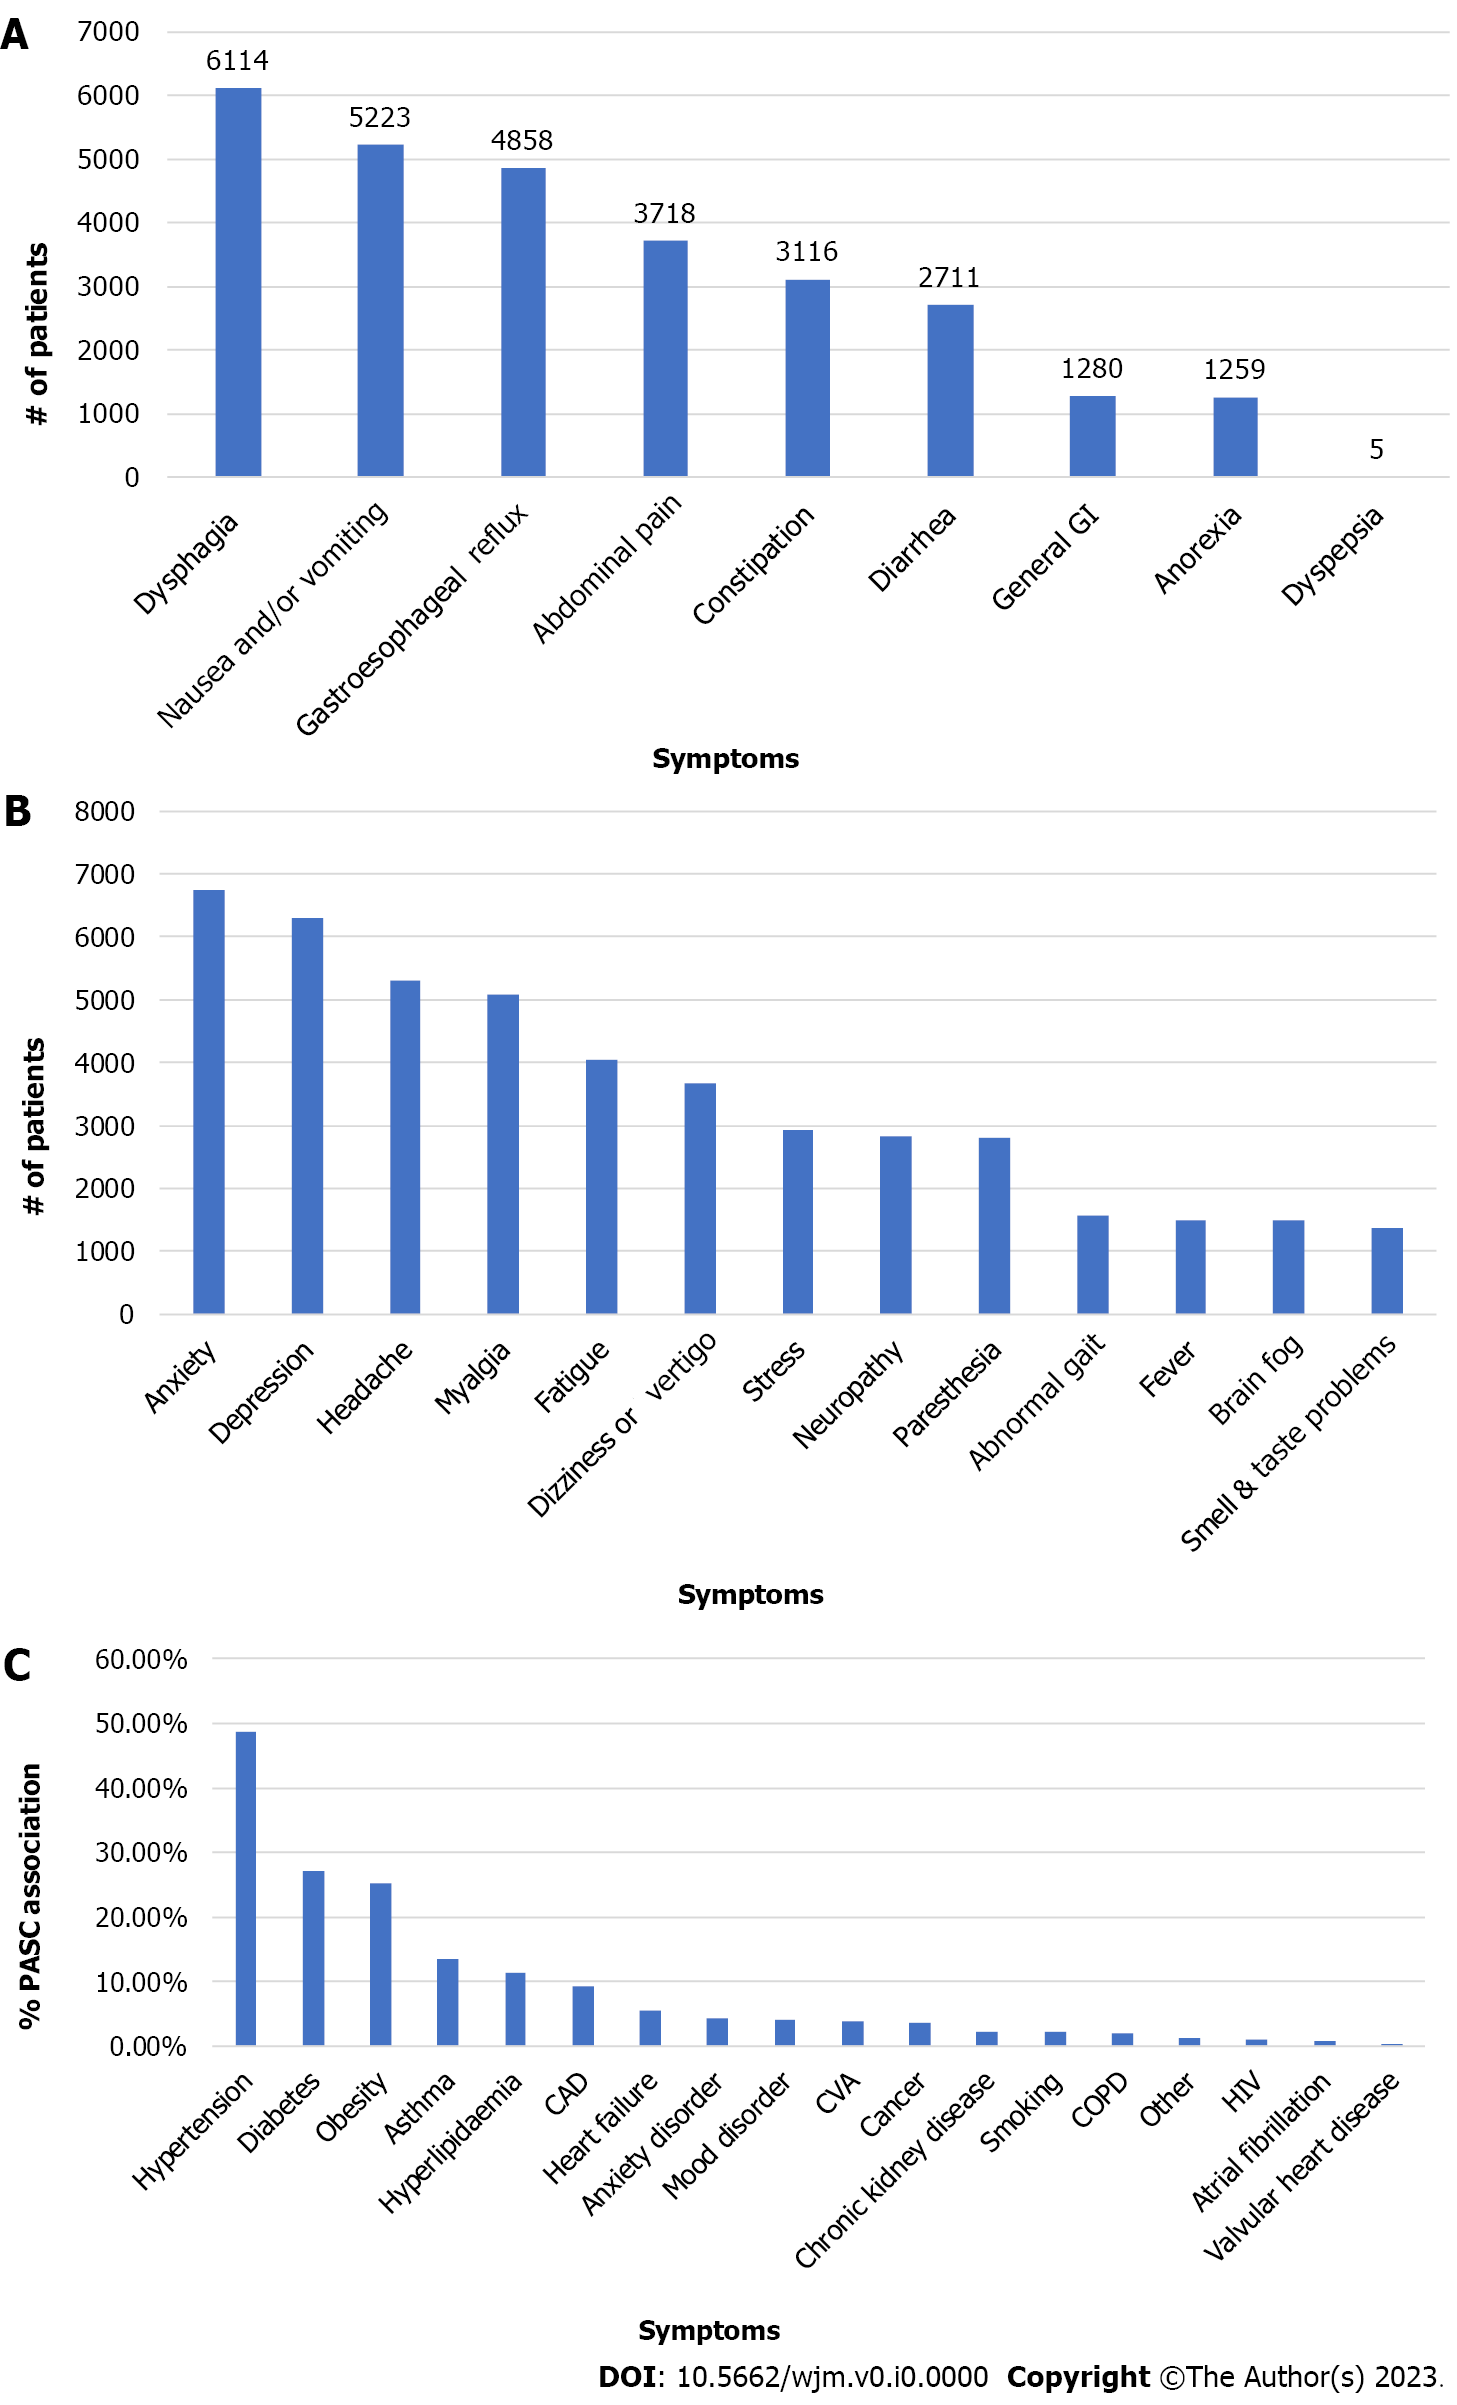 A
7000
6000
5000
4000
3000
2000
1000
0
# of patients
6114
5223
4858
3718
3116
2711
1280
1259
5
Dysphagia
Nausea and/or vomiting
Gastroesophageal reflux
Abdominal pain
Constipation
Diarrhea
General GI
Anorexia
Dyspepsia
Symptoms
B
8000
7000
6000
5000
4000
3000
2000
1000
0
# of patients
Anxiety
Depression
Headache
Myalgia
Fatigue
Dizziness or vertigo
Stress
Neuropathy
Paresthesia
Abnormal gait
Fever
Brain fog
Smell & taste problems
Symptoms
C
60.00%
50.00%
40.00%
30.00%
20.00%
10.00%
0.00%
% PASC association
Hypertension
Diabetes
Obesity
Asthma
Hyperlipidaemia
CAD
Heart failure
Anxiety disorder
Mood disorder
CVA
Cancer
Chronic kidney disease
Smoking
COPD
Other
HIV
Atrial fibrillation
Valvular heart disease
Symptoms
DOI: 10.5662/wjm.v0.i0.0000 Copyright ©The Author(s) 2023.